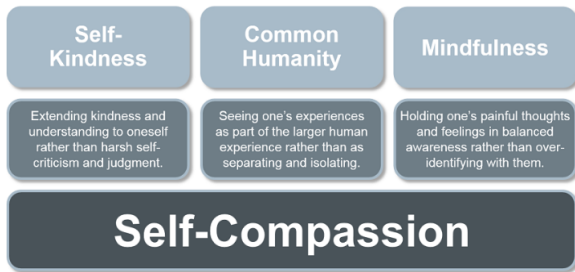 Self-
Kindness
Common
Humanity
Mindfulness
Extending kindness and
understanding to oneself
rather than harsh self-
criticism and judgment.
Seeing one's experiences
as part of the larger human
experience rather than as
separating and isolating.
Holding one's painful thoughts
and feelings in balanced
awareness rather than over-
identifying with them.
Self-Compassion